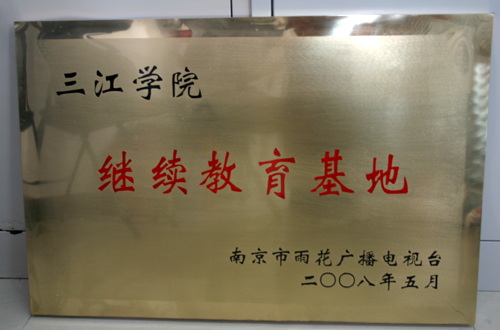 三江学院
继续教育基地
南京市雨花广播电视台
二〇〇八年五月